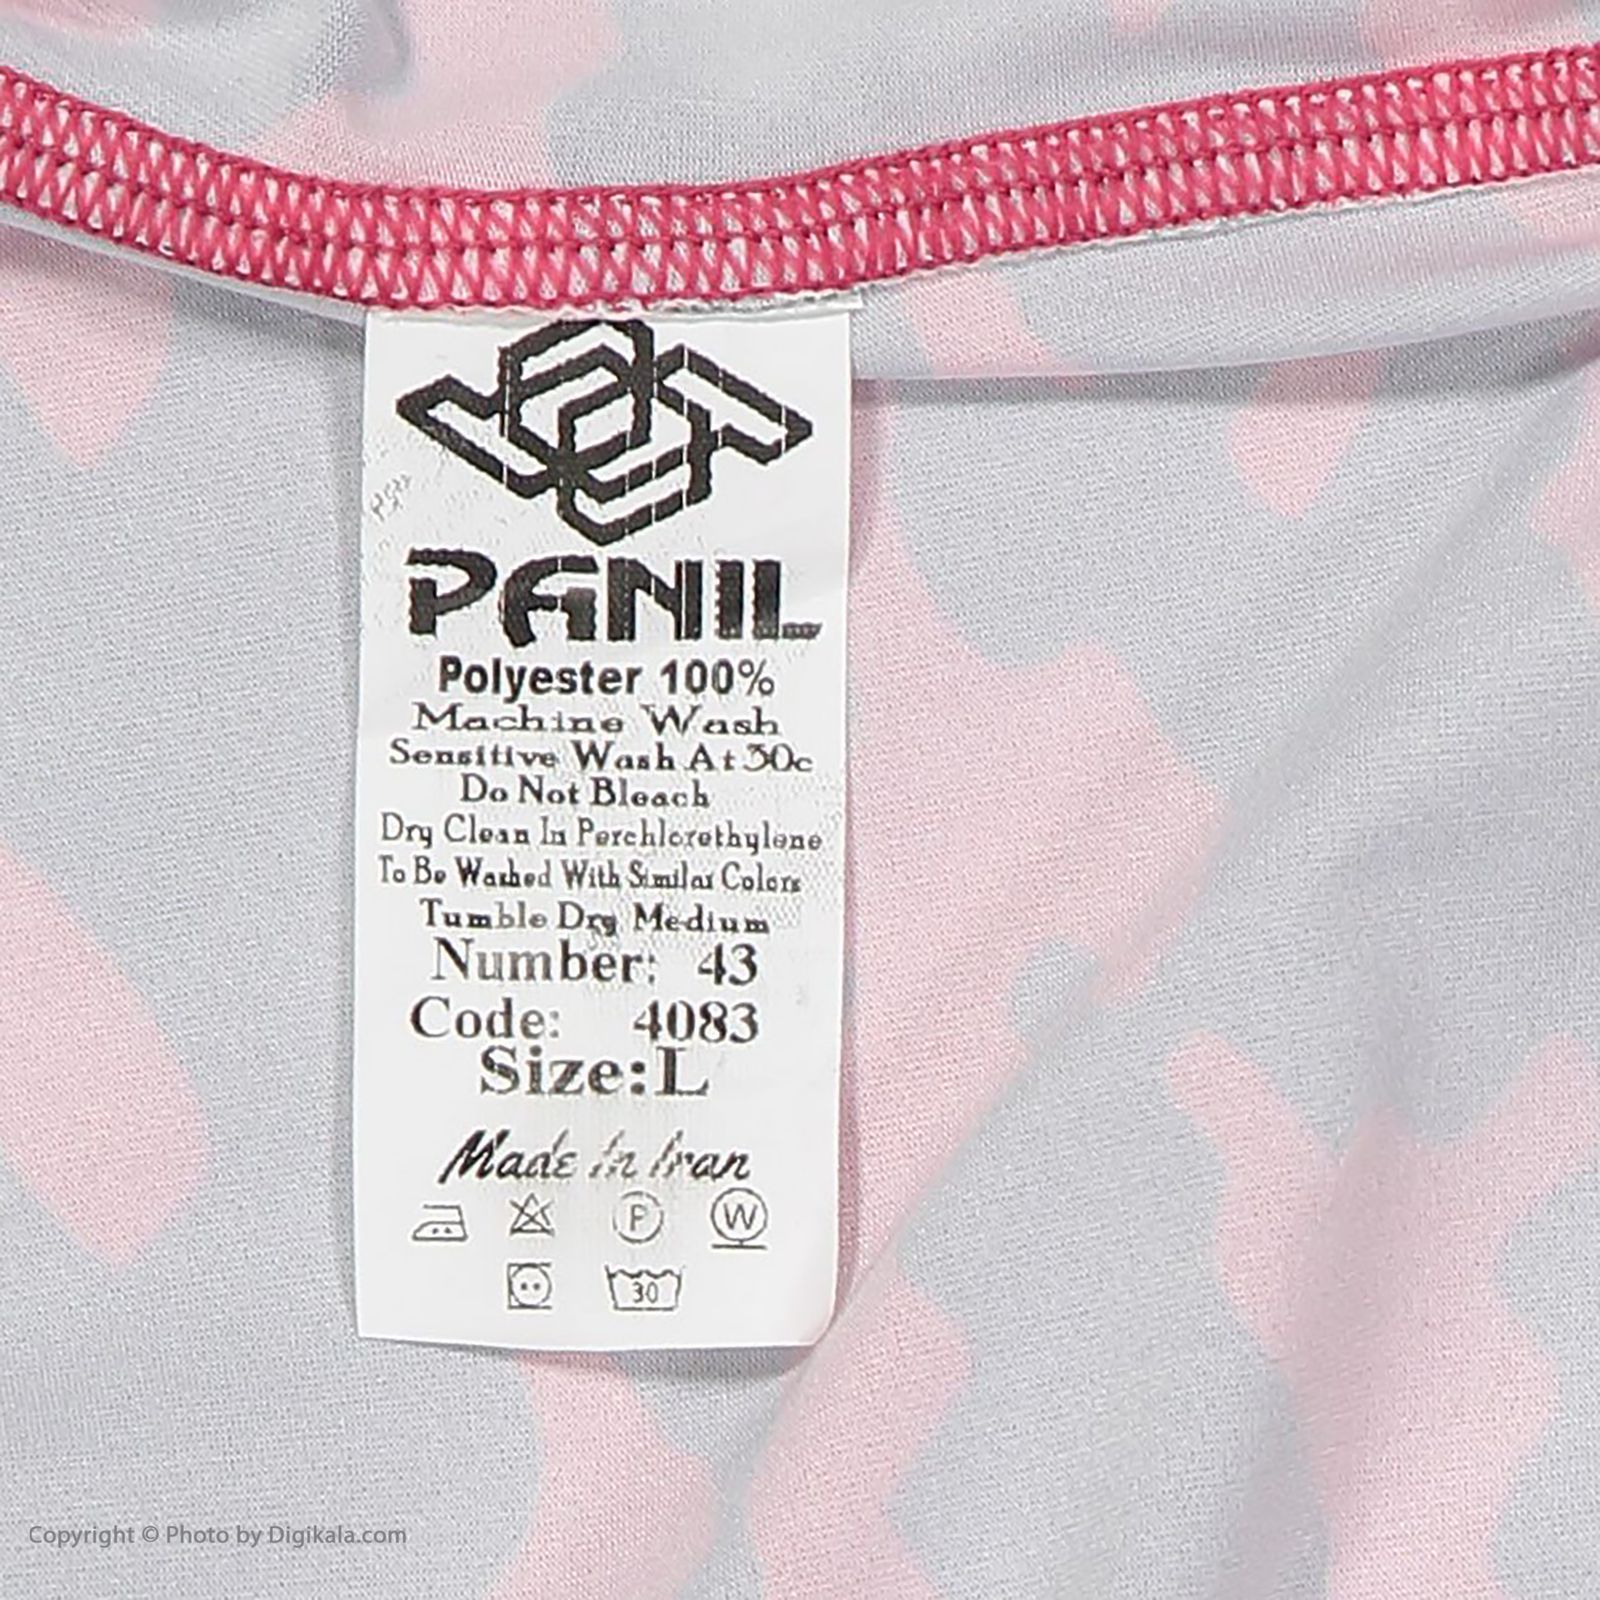 PANIL
Polyester 100%
Machine Wash
Sensitive Wash At 30c
Do Not Bleach
Dry Clean In Perchlorethylene
To Be Washed With Similar Colors
Tumble Dry Medium
Number: 43
Code: 4083
Size:L
Made In Iran
P W
30
Copyright © Photo by Digikala.com